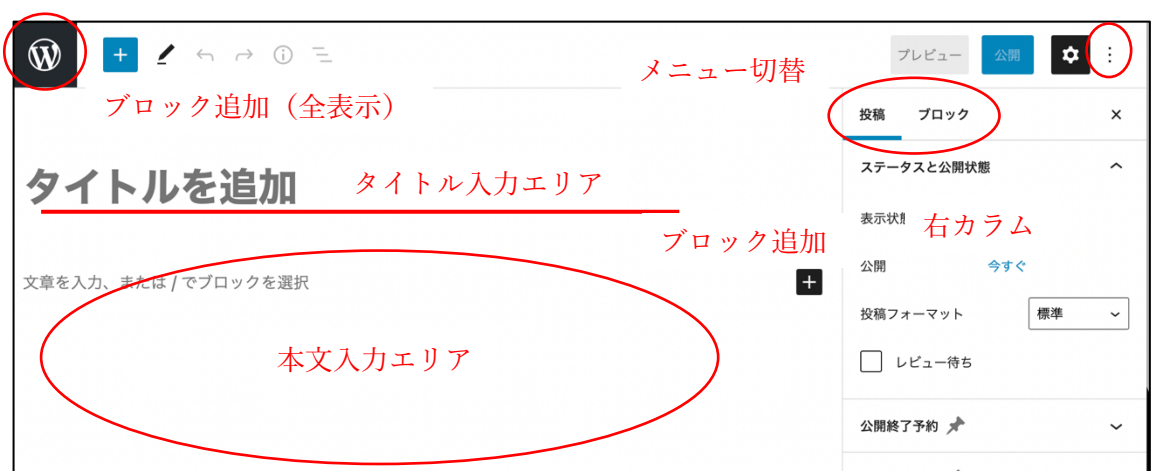 プレビュー
公開
メニュー切替
ブロック追加（全表示）
投稿 ブロック
タイトルを追加
タイトル入力エリア
ステータスと公開状態
表示状態
右カラム
ブロック追加
公開 今すぐ
文章を入力、または / でブロックを選択
投稿フォーマット 標準
本文入力エリア
レビュー待ち
公開終了予約